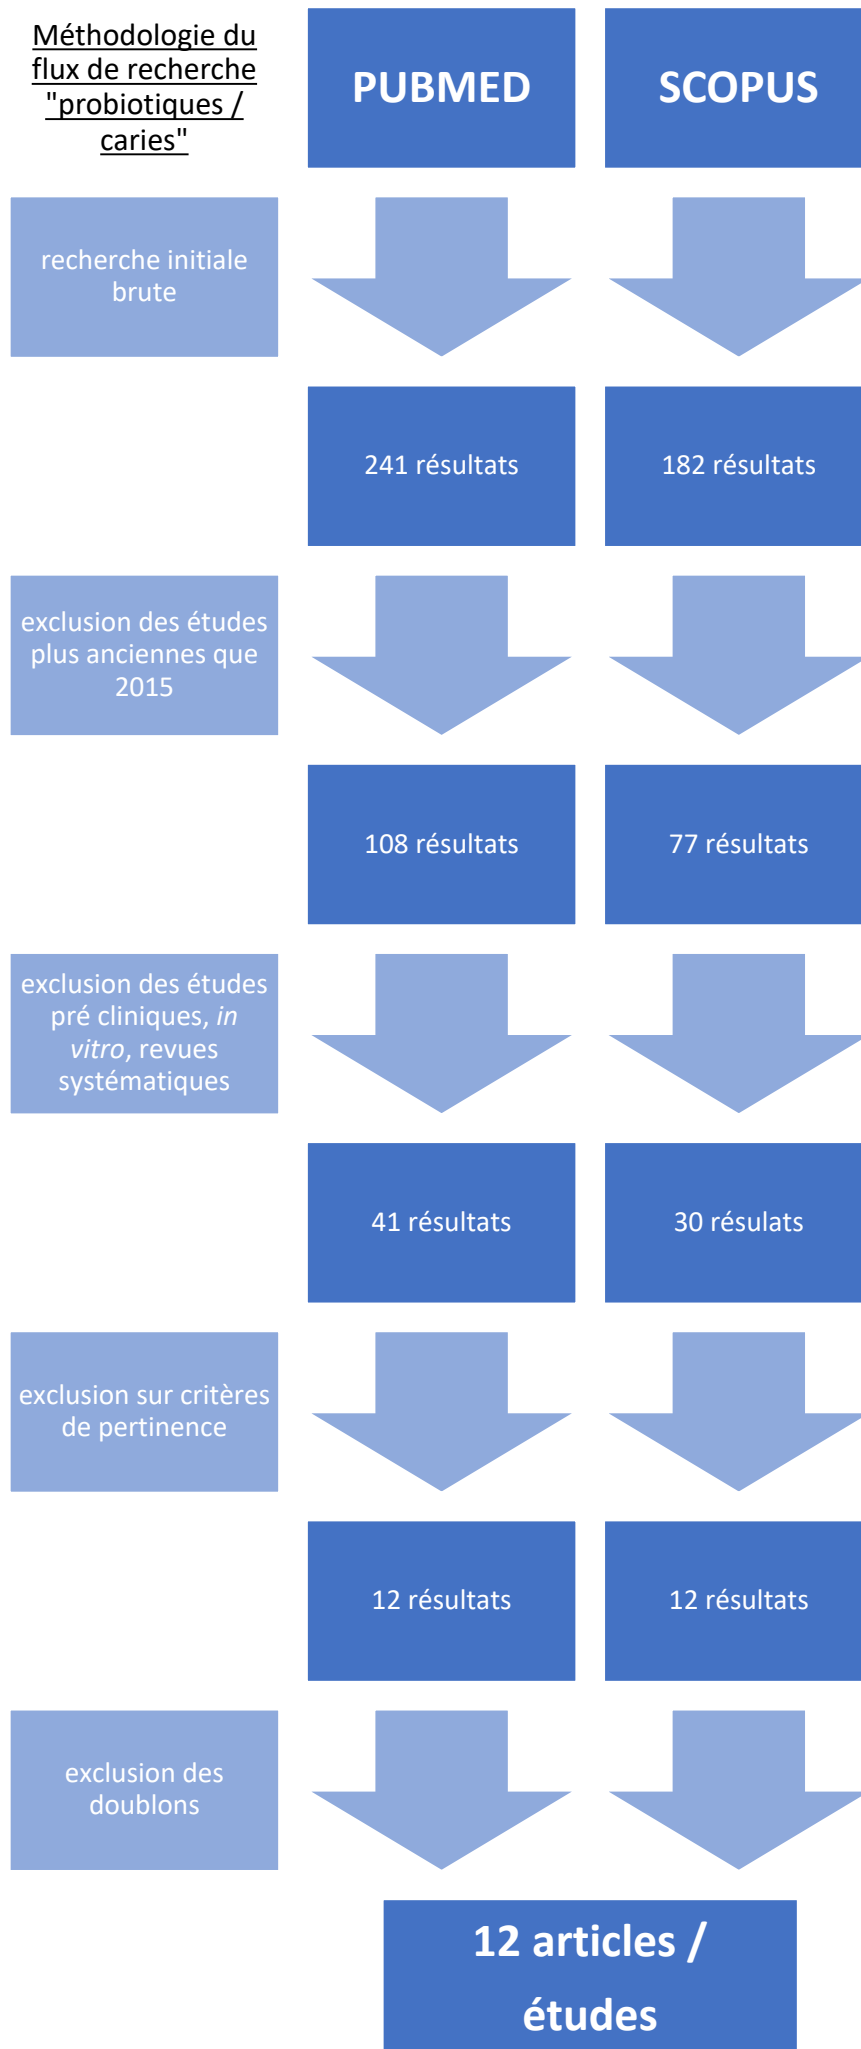 Méthodologie du
flux de recherche
"probiotiques /
caries"
PUBMED
SCOPUS
recherche initiale
brute
241 résultats
182 résultats
exclusion des études
plus anciennes que
2015
108 résultats
77 résultats
exclusion des études
pré cliniques, in
vitro, revues
systématiques
41 résultats
30 résulats
exclusion sur critères
de pertinence
12 résultats
12 résultats
exclusion des
doublons
12 articles /
études